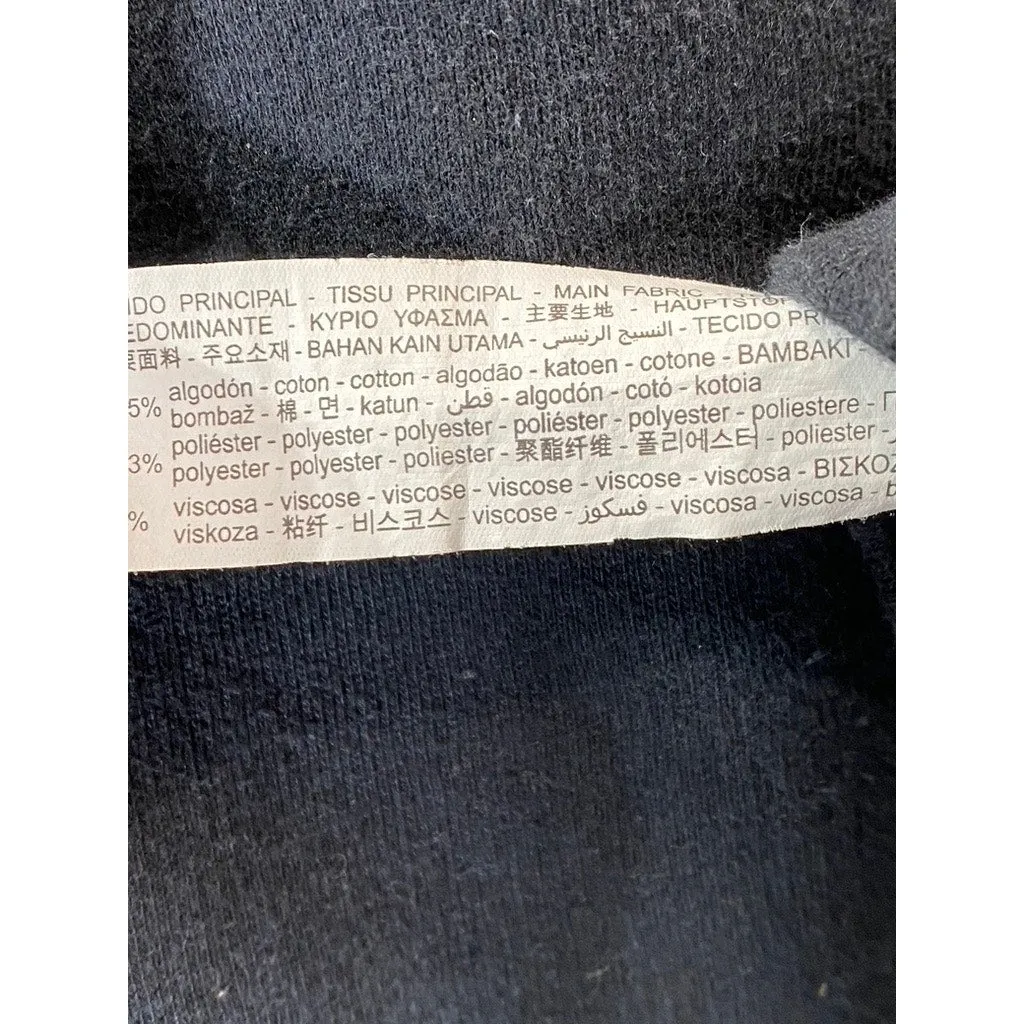 IDO PRINCIPAL - TISSU PRINCIPAL - MAIN FABRIC -
EDOMINANTE - ΚΥΡΙΟ ΥΦΑΣΜΑ - 主要生地 - HAUPTSTOF
要面料 - 주요소재 - BAHAN KAIN UTAMA - النسيج الرئيسي - TECIDO PRI
5% algodón - coton - cotton - algodão - katoen - cotone - BAMBAKI -
bombaž - 棉 - 면 - katun - قطن - algodón - cotó - kotoia
3% poliéster - polyester - polyester - poliéster - polyester - poliestere - Π
polyester - polyester - poliester - 聚酯纤维 - 폴리에스터 - poliester -
% viscosa - viscose - viscose - viscose - viscose - viscosa - ΒΙΣΚΟΖ
viskoza - 粘纤 - 비스코스 - viscose - فسكوز - viscosa - viscosa - b